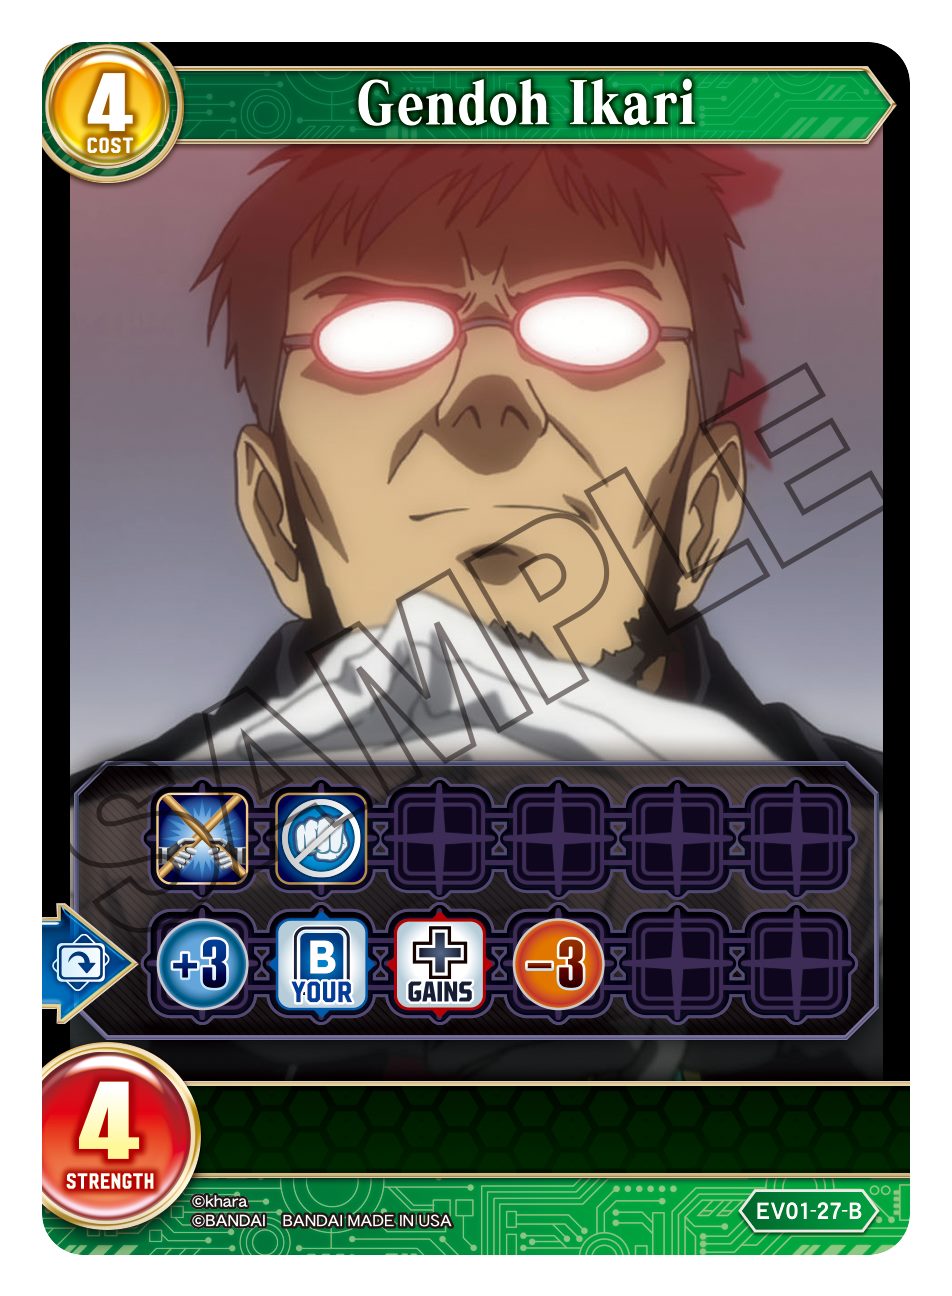 4
COST
Gendoh Ikari
SAMPLE
+3
B
YOUR
GAINS
-3
4
STRENGTH
©khara
©BANDAI BANDAI MADE IN USA
EV01-27-B